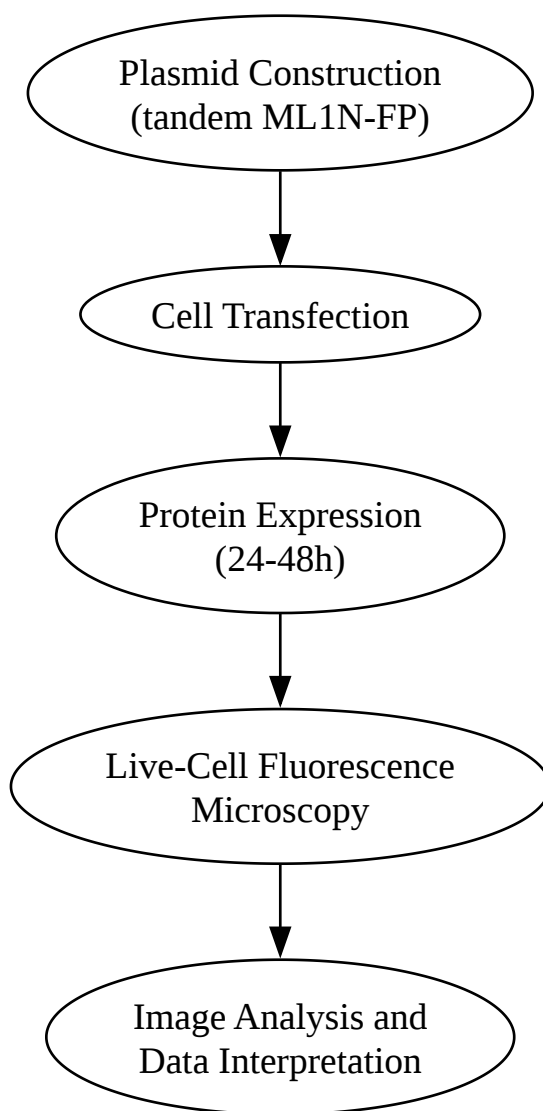 Plasmid Construction
(tandem ML1N-FP)
Cell Transfection
Protein Expression
(24-48h)
Live-Cell Fluorescence
Microscopy
Image Analysis and
Data Interpretation